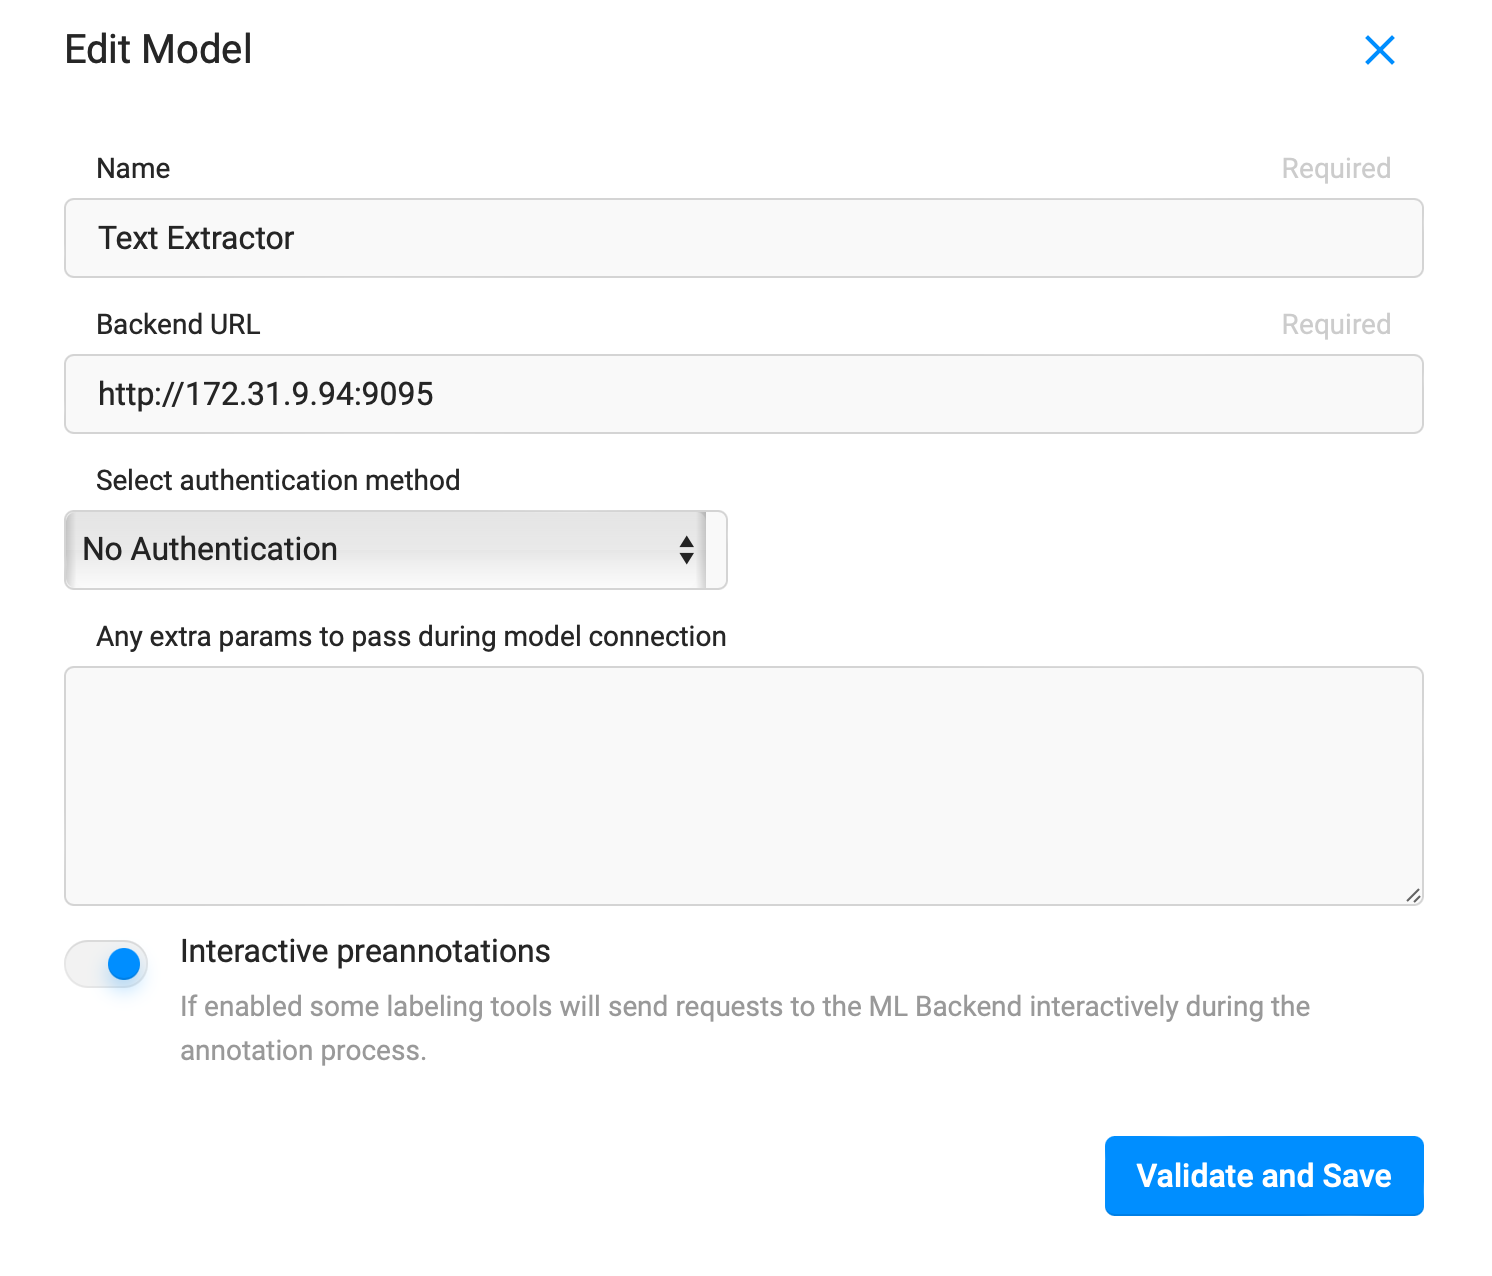 Edit Model
Name
Required
Text Extractor
Backend URL
Required
http://172.31.9.94:9095
Select authentication method
No Authentication
Any extra params to pass during model connection
Interactive preannotations
If enabled some labeling tools will send requests to the ML Backend interactively during the
annotation process.
Validate and Save